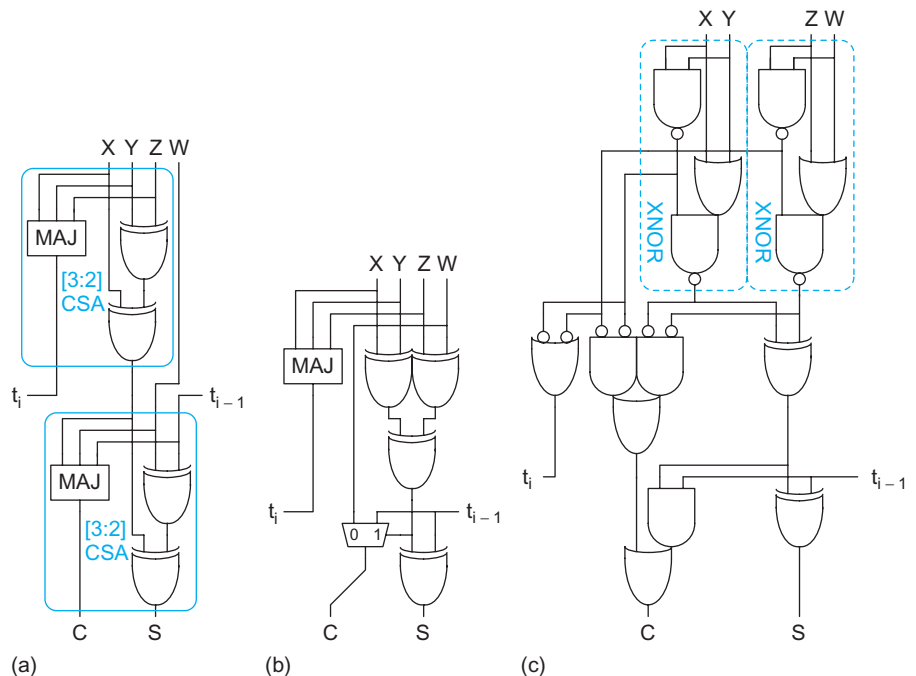 X Y Z W
MAJ
[3:2]
CSA
t_i
t_{i–1}
MAJ
[3:2]
CSA
C S
(a)
X Y Z W
MAJ
t_i
t_{i–1}
0 1
C S
(b)
X Y Z W
XNOR
XNOR
t_i
t_{i–1}
C S
(c)